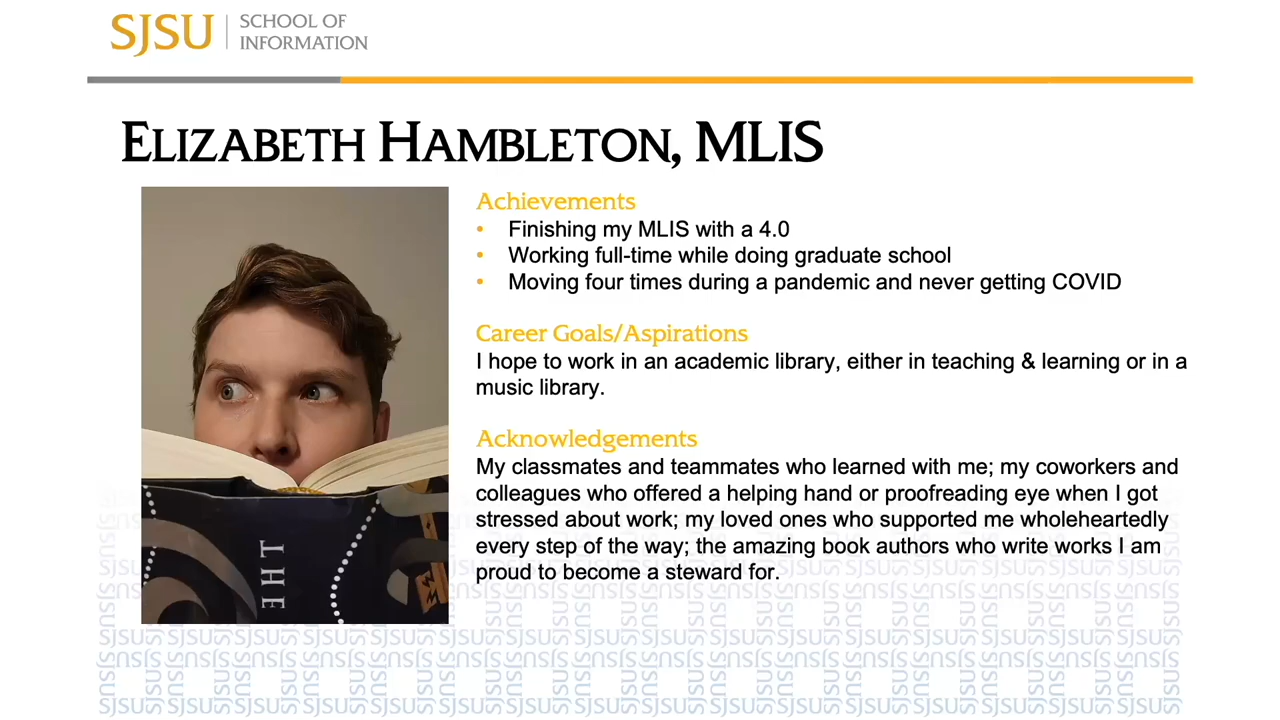 SJSU SCHOOL OF
INFORMATION
ELIZABETH HAMBLETON, MLIS
Achievements
• Finishing my MLIS with a 4.0
• Working full-time while doing graduate school
• Moving four times during a pandemic and never getting COVID
Career Goals/Aspirations
I hope to work in an academic library, either in teaching & learning or in a
music library.
Acknowledgements
My classmates and teammates who learned with me; my coworkers and
colleagues who offered a helping hand or proofreading eye when I got
stressed about work; my loved ones who supported me wholeheartedly
every step of the way; the amazing book authors who write works I am
proud to become a steward for.
THE